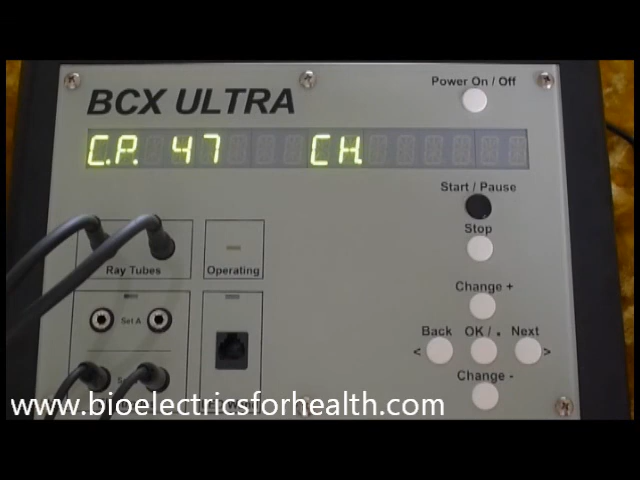 Power On / Off
BCX ULTRA
C.P. 47 CH.
Start / Pause
Stop
Ray Tubes
Operating
Change +
Set A
Back OK / . Next
< >
Change -
www.bioelectricsforhealth.com